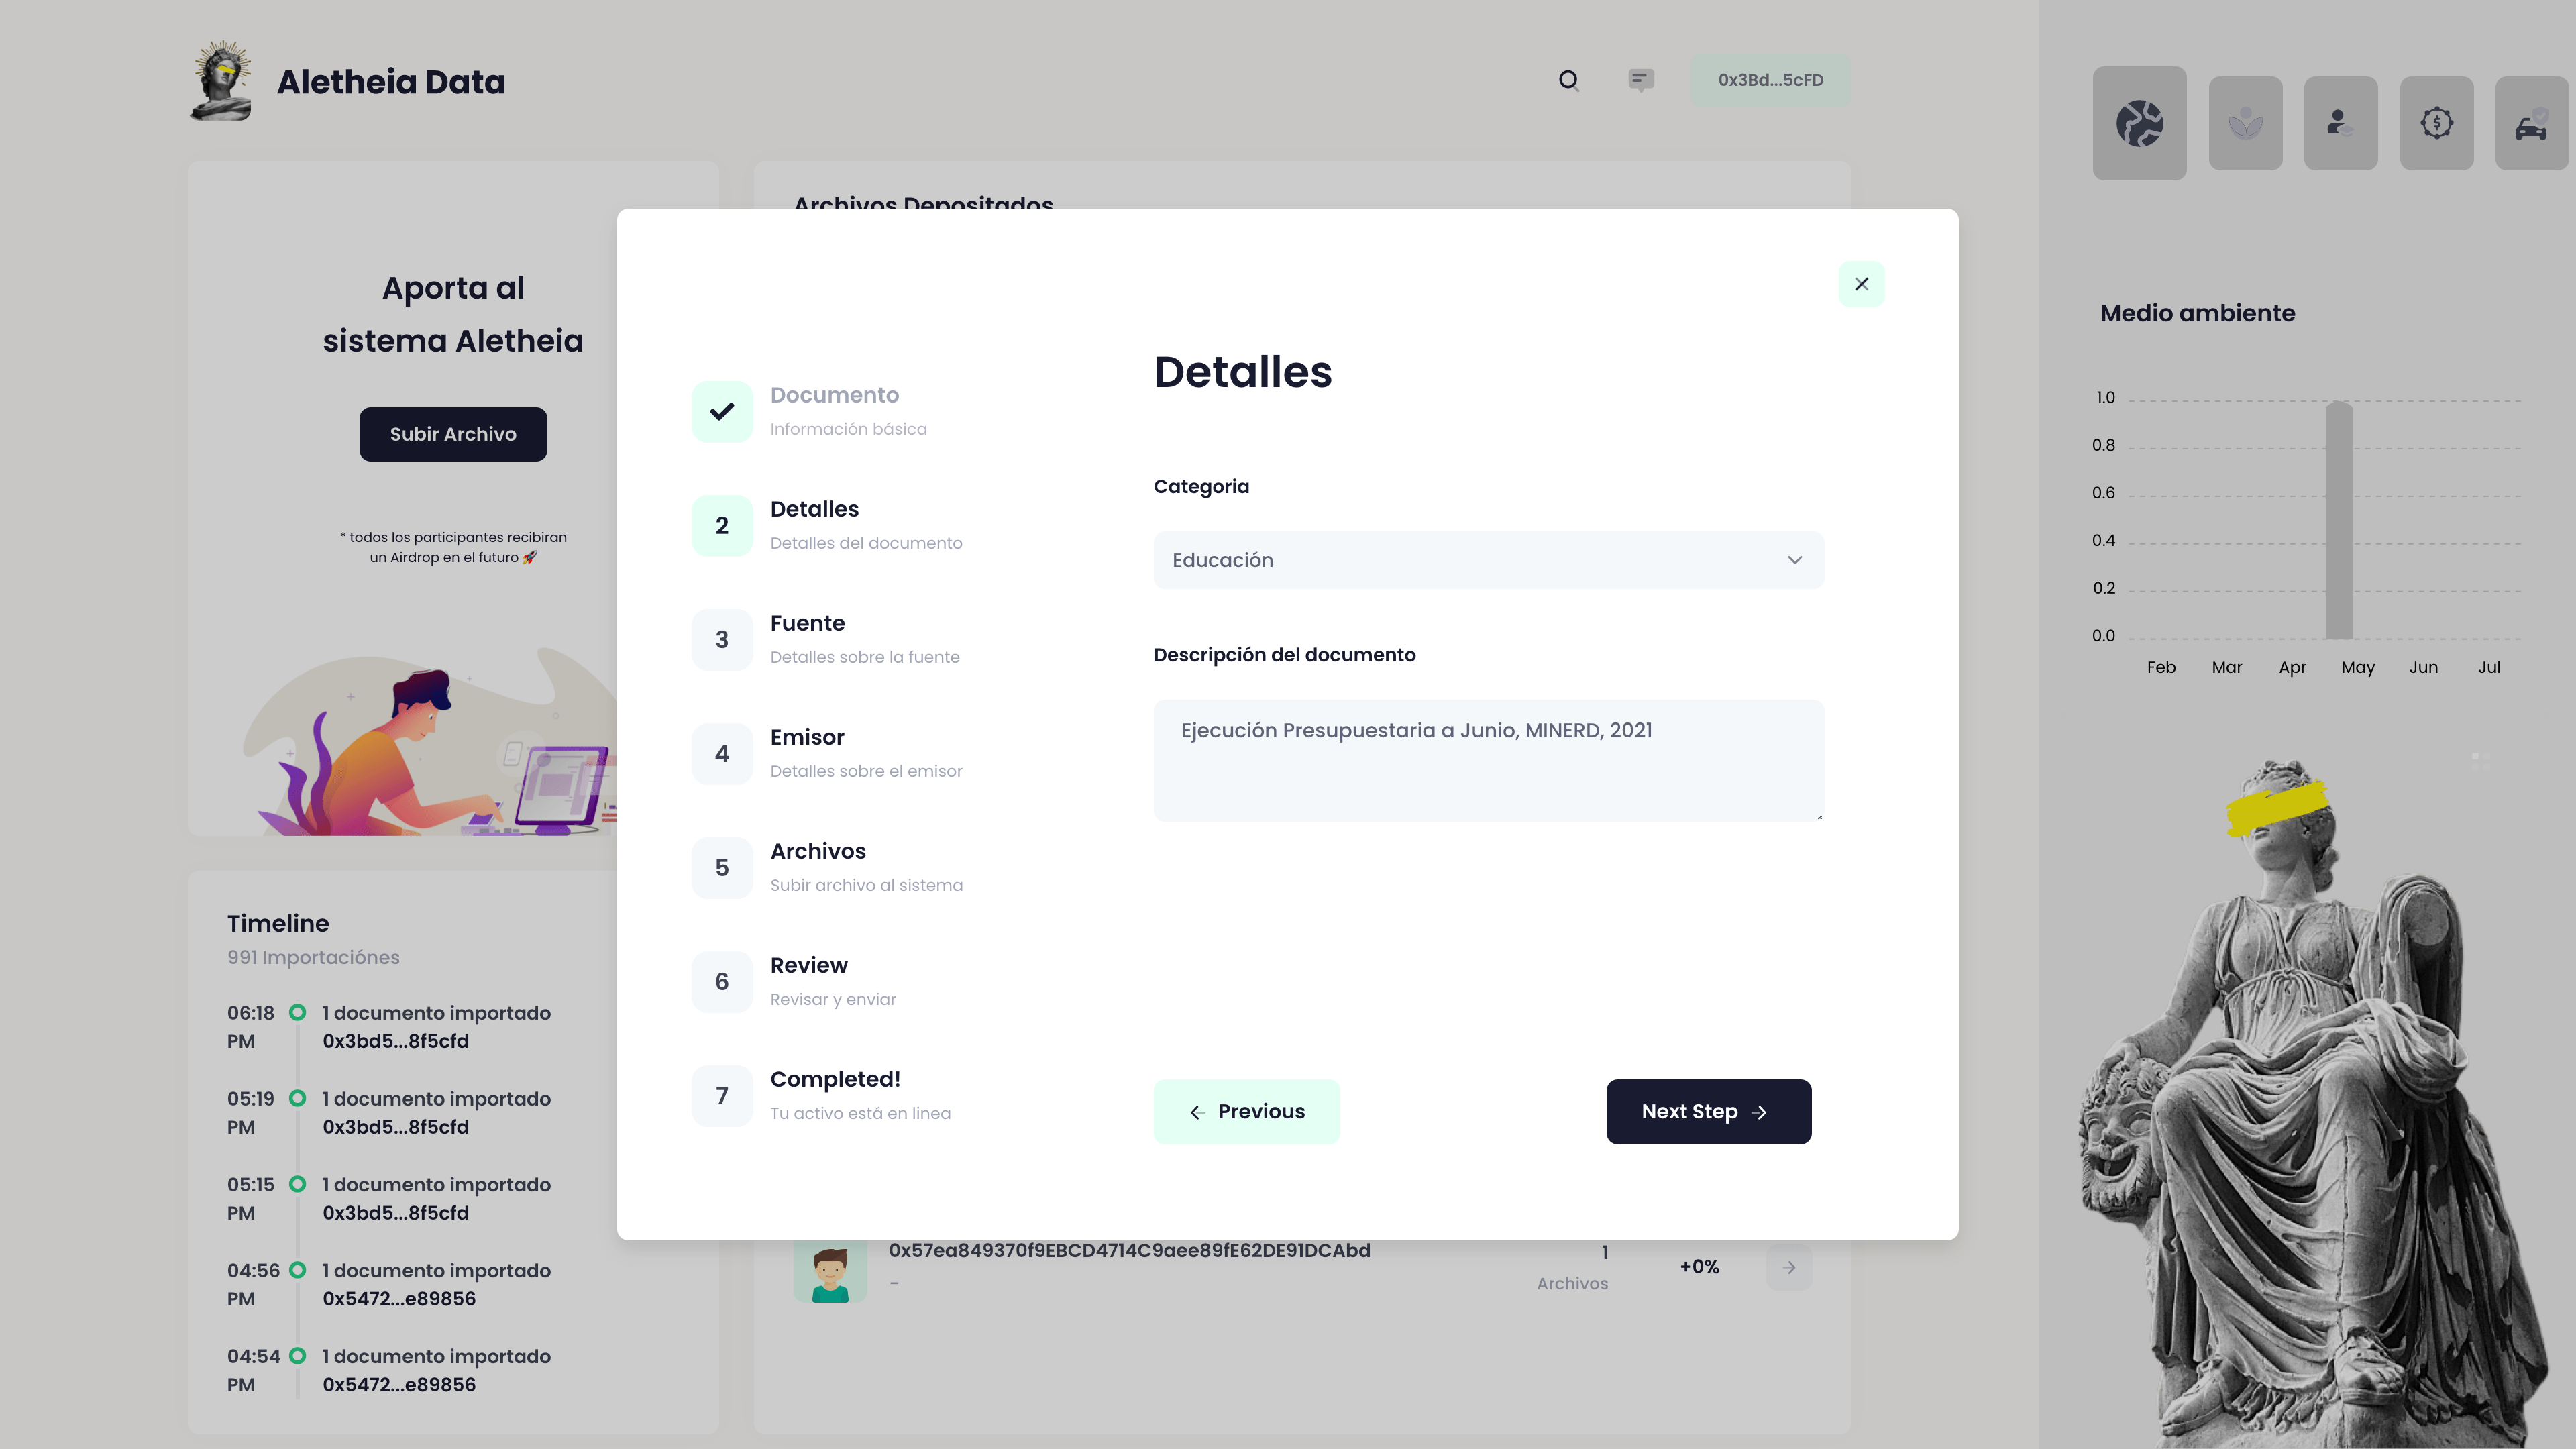 Aletheia Data
0x3Bd...5cFD
Aporta al
sistema Aletheia
Subir Archivo
* todos los participantes recibiran
un Airdrop en el futuro 🚀
Timeline
991 Importaciónes
06:18 PM
1 documento importado
0x3bd5...8f5cfd
05:19 PM
1 documento importado
0x3bd5...8f5cfd
05:15 PM
1 documento importado
0x3bd5...8f5cfd
04:56 PM
1 documento importado
0x5472...e89856
04:54 PM
1 documento importado
0x5472...e89856
Archivos Depositados
Documento
Información básica
2
Detalles
Detalles del documento
3
Fuente
Detalles sobre la fuente
4
Emisor
Detalles sobre el emisor
5
Archivos
Subir archivo al sistema
6
Review
Revisar y enviar
7
Completed!
Tu activo está en linea
Detalles
Categoria
Educación
Descripción del documento
Ejecución Presupuestaria a Junio, MINERD, 2021
Previous
Next Step
0x57ea849370f9EBCD4714C9aee89fE62DE91DCAbd
–
1
Archivos
+0%
Medio ambiente
1.0
0.8
0.6
0.4
0.2
0.0
Feb Mar Apr May Jun Jul